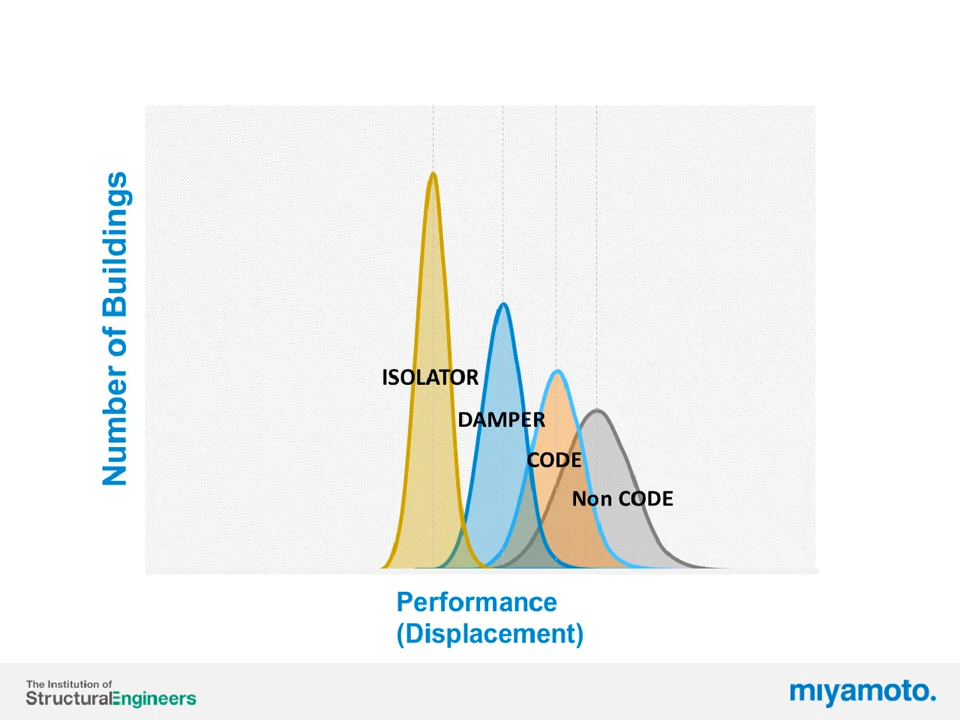 Number of Buildings
ISOLATOR
DAMPER
CODE
Non CODE
Performance
(Displacement)
The Institution of
StructuralEngineers
miyamoto.